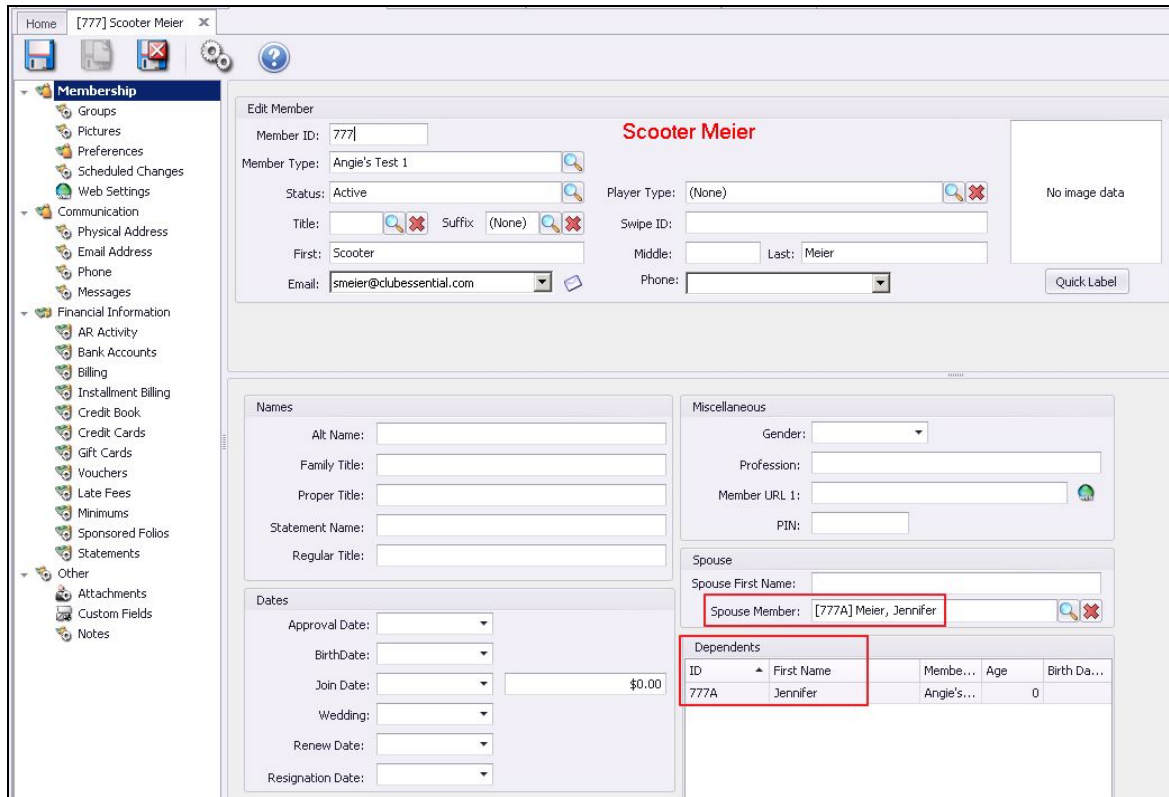 Home [777] Scooter Meier
Membership
Groups
Pictures
Preferences
Scheduled Changes
Web Settings
Communication
Physical Address
Email Address
Phone
Messages
Financial Information
AR Activity
Bank Accounts
Billing
Installment Billing
Credit Book
Credit Cards
Gift Cards
Vouchers
Late Fees
Minimums
Sponsored Folios
Statements
Other
Attachments
Custom Fields
Notes
Edit Member
Member ID: 777 Scooter Meier
Member Type: Angie's Test 1
Status: Active Player Type: (None) No image data
Title: Suffix (None) Swipe ID:
First: Scooter Middle: Last: Meier
Email: smeier@clubessential.com Phone: Quick Label
Names
Alt Name:
Family Title:
Proper Title:
Statement Name:
Regular Title:
Dates
Approval Date:
BirthDate:
Join Date: $0.00
Wedding:
Renew Date:
Resignation Date:
Miscellaneous
Gender:
Profession:
Member URL 1:
PIN:
Spouse
Spouse First Name:
Spouse Member: [777A] Meier, Jennifer
Dependents
ID First Name Membe... Age Birth Da...
777A Jennifer Angie's... 0